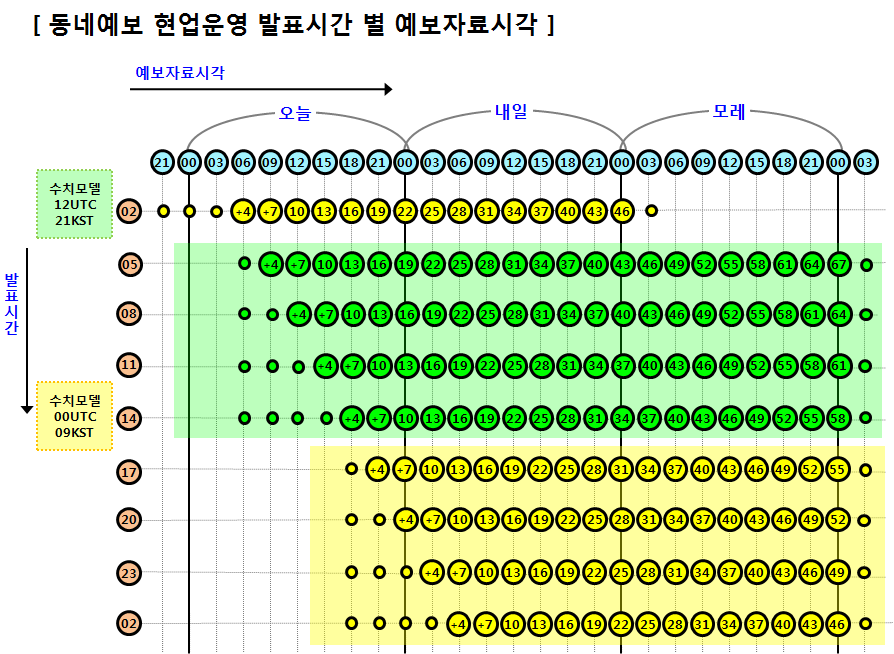 [ 동네예보 현업운영 발표시간 별 예보자료시각 ]
예보자료시각
오늘 내일 모레
21 00 03 06 09 12 15 18 21 00 03 06 09 12 15 18 21 00 03 06 09 12 15 18 21 00 03
수치모델
12UTC
21KST
02 +4 +7 10 13 16 19 22 25 28 31 34 37 40 43 46
발표시간
05 +4 +7 10 13 16 19 22 25 28 31 34 37 40 43 46 49 52 55 58 61 64 67
08 +4 +7 10 13 16 19 22 25 28 31 34 37 40 43 46 49 52 55 58 61 64
11 +4 +7 10 13 16 19 22 25 28 31 34 37 40 43 46 49 52 55 58 61
수치모델
00UTC
09KST
14 +4 +7 10 13 16 19 22 25 28 31 34 37 40 43 46 49 52 55 58
17 +4 +7 10 13 16 19 22 25 28 31 34 37 40 43 46 49 52 55
20 +4 +7 10 13 16 19 22 25 28 31 34 37 40 43 46 49 52
23 +4 +7 10 13 16 19 22 25 28 31 34 37 40 43 46 49
02 +4 +7 10 13 16 19 22 25 28 31 34 37 40 43 46